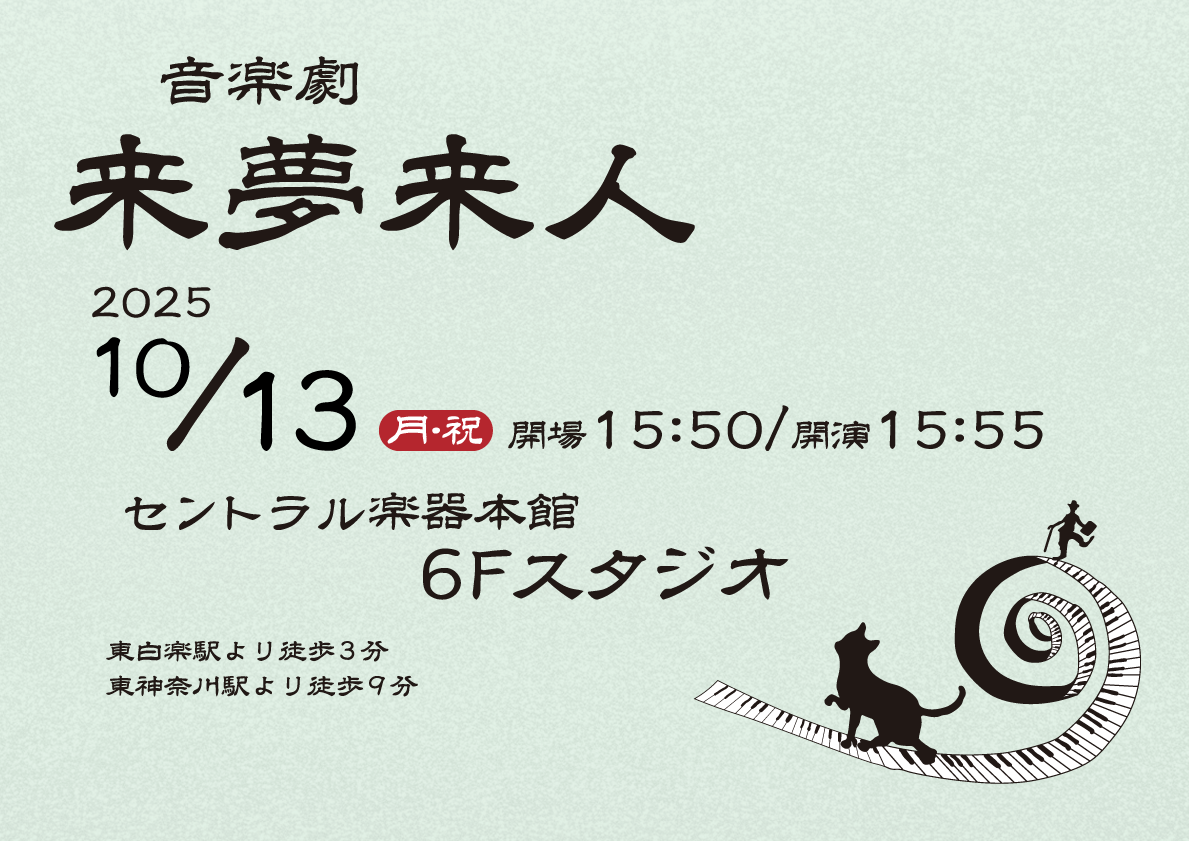 音楽劇
来夢来人
2025
10/13 月・祝 開場15:50/開演15:55
セントラル楽器本館
6Fスタジオ
東白楽駅より徒歩3分
東神奈川駅より徒歩9分